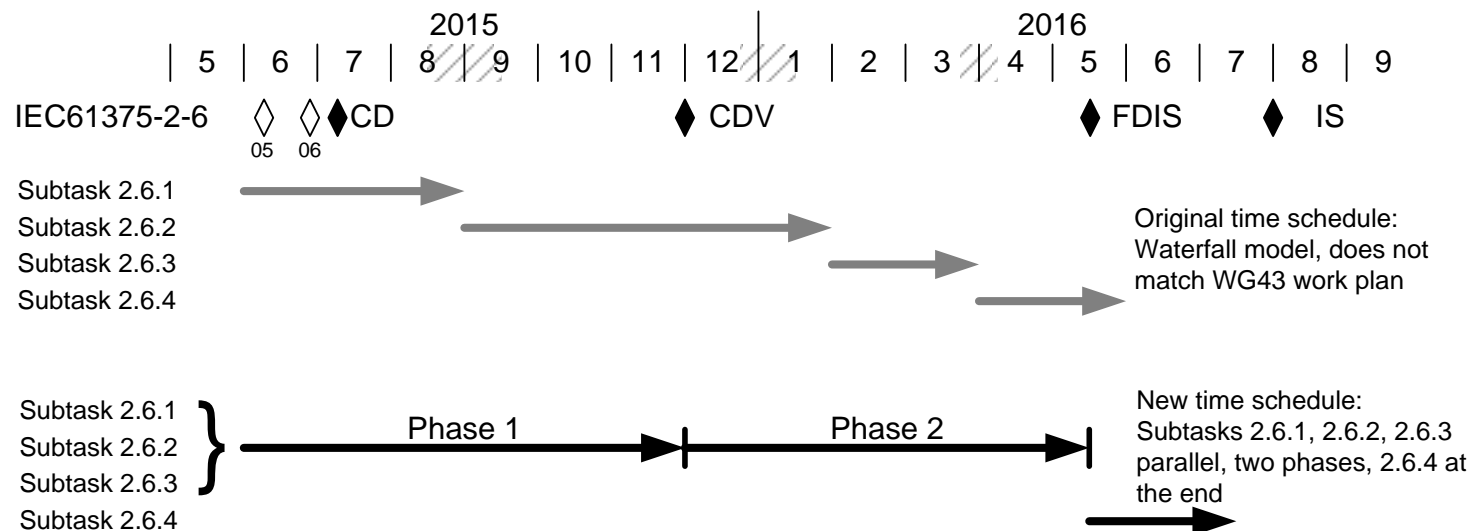 2015 2016
5 6 7 8 9 10 11 12 1 2 3 4 5 6 7 8 9
IEC61375-2-6 CD CDV FDIS IS
05 06
Subtask 2.6.1
Subtask 2.6.2
Subtask 2.6.3
Subtask 2.6.4
Original time schedule:
Waterfall model, does not
match WG43 work plan
Subtask 2.6.1
Subtask 2.6.2
Subtask 2.6.3
Subtask 2.6.4
Phase 1 Phase 2
New time schedule:
Subtasks 2.6.1, 2.6.2, 2.6.3
parallel, two phases, 2.6.4 at
the end